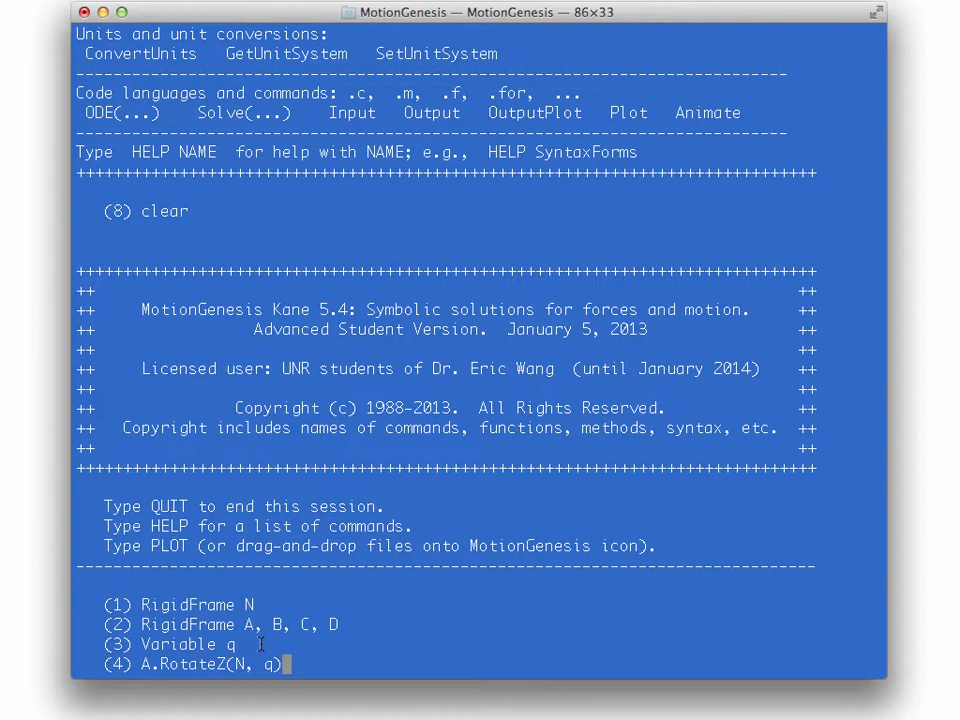 MotionGenesis — MotionGenesis — 86×33
Units and unit conversions:
ConvertUnits GetUnitSystem SetUnitSystem
----------------------------------------------------------------------------
Code languages and commands: .c, .m, .f, .for, ...
ODE(...) Solve(...) Input Output OutputPlot Plot Animate
----------------------------------------------------------------------------
Type HELP NAME for help with NAME; e.g., HELP SyntaxForms
+++++++++++++++++++++++++++++++++++++++++++++++++++++++++++++++++++++++++++++++
(8) clear
+++++++++++++++++++++++++++++++++++++++++++++++++++++++++++++++++++++++++++++++
++ ++
++ MotionGenesis Kane 5.4: Symbolic solutions for forces and motion. ++
++ Advanced Student Version. January 5, 2013 ++
++ ++
++ Licensed user: UNR students of Dr. Eric Wang (until January 2014) ++
++ ++
++ Copyright (c) 1988-2013. All Rights Reserved. ++
++ Copyright includes names of commands, functions, methods, syntax, etc. ++
++ ++
+++++++++++++++++++++++++++++++++++++++++++++++++++++++++++++++++++++++++++++++
Type QUIT to end this session.
Type HELP for a list of commands.
Type PLOT (or drag-and-drop files onto MotionGenesis icon).
-------------------------------------------------------------------------------
(1) RigidFrame N
(2) RigidFrame A, B, C, D
(3) Variable q
(4) A.RotateZ(N, q)